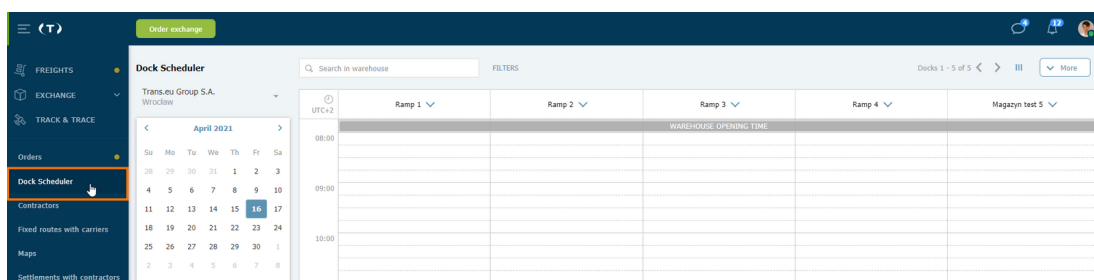 (T)
Order exchange
4
12
FREIGHTS
EXCHANGE
TRACK & TRACE
Orders
Dock Scheduler
Contractors
Fixed routes with carriers
Maps
Settlements with contractors
Dock Scheduler
Trans.eu Group S.A.
Wrocław
April 2021
Su Mo Tu We Th Fr Sa
28 29 30 31 1 2 3
4 5 6 7 8 9 10
11 12 13 14 15 16 17
18 19 20 21 22 23 24
25 26 27 28 29 30 1
2 3 4 5 6 7 8
Search in warehouse
FILTERS
Docks 1 - 5 of 5
More
UTC+2
Ramp 1
Ramp 2
Ramp 3
Ramp 4
Magazyn test 5
WAREHOUSE OPENING TIME
08:00
09:00
10:00